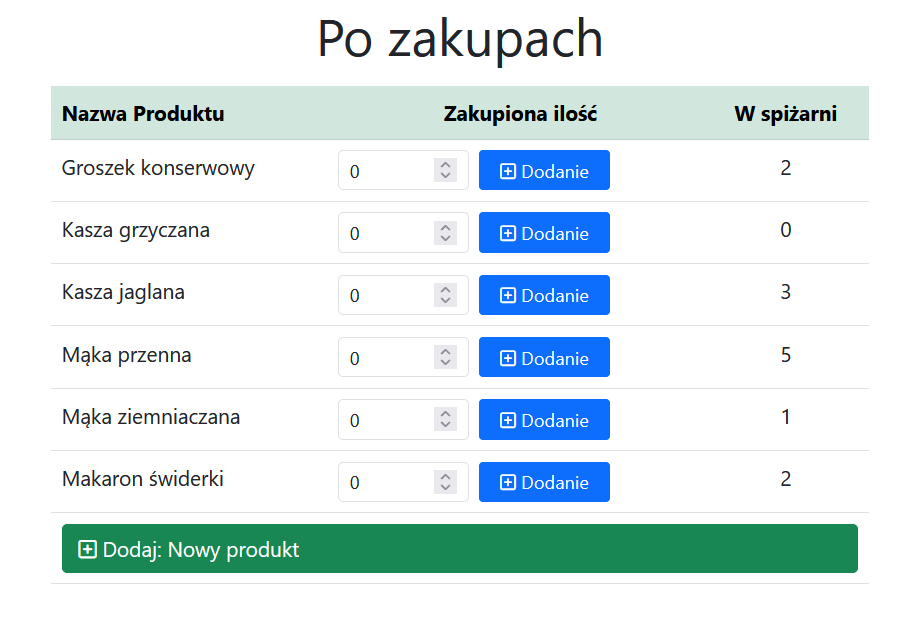 Po zakupach
Nazwa Produktu Zakupiona ilość W spiżarni
Groszek konserwowy 0 Dodanie 2
Kasza grzyczana 0 Dodanie 0
Kasza jaglana 0 Dodanie 3
Mąka przenna 0 Dodanie 5
Mąka ziemniaczana 0 Dodanie 1
Makaron świderki 0 Dodanie 2
Dodaj: Nowy produkt